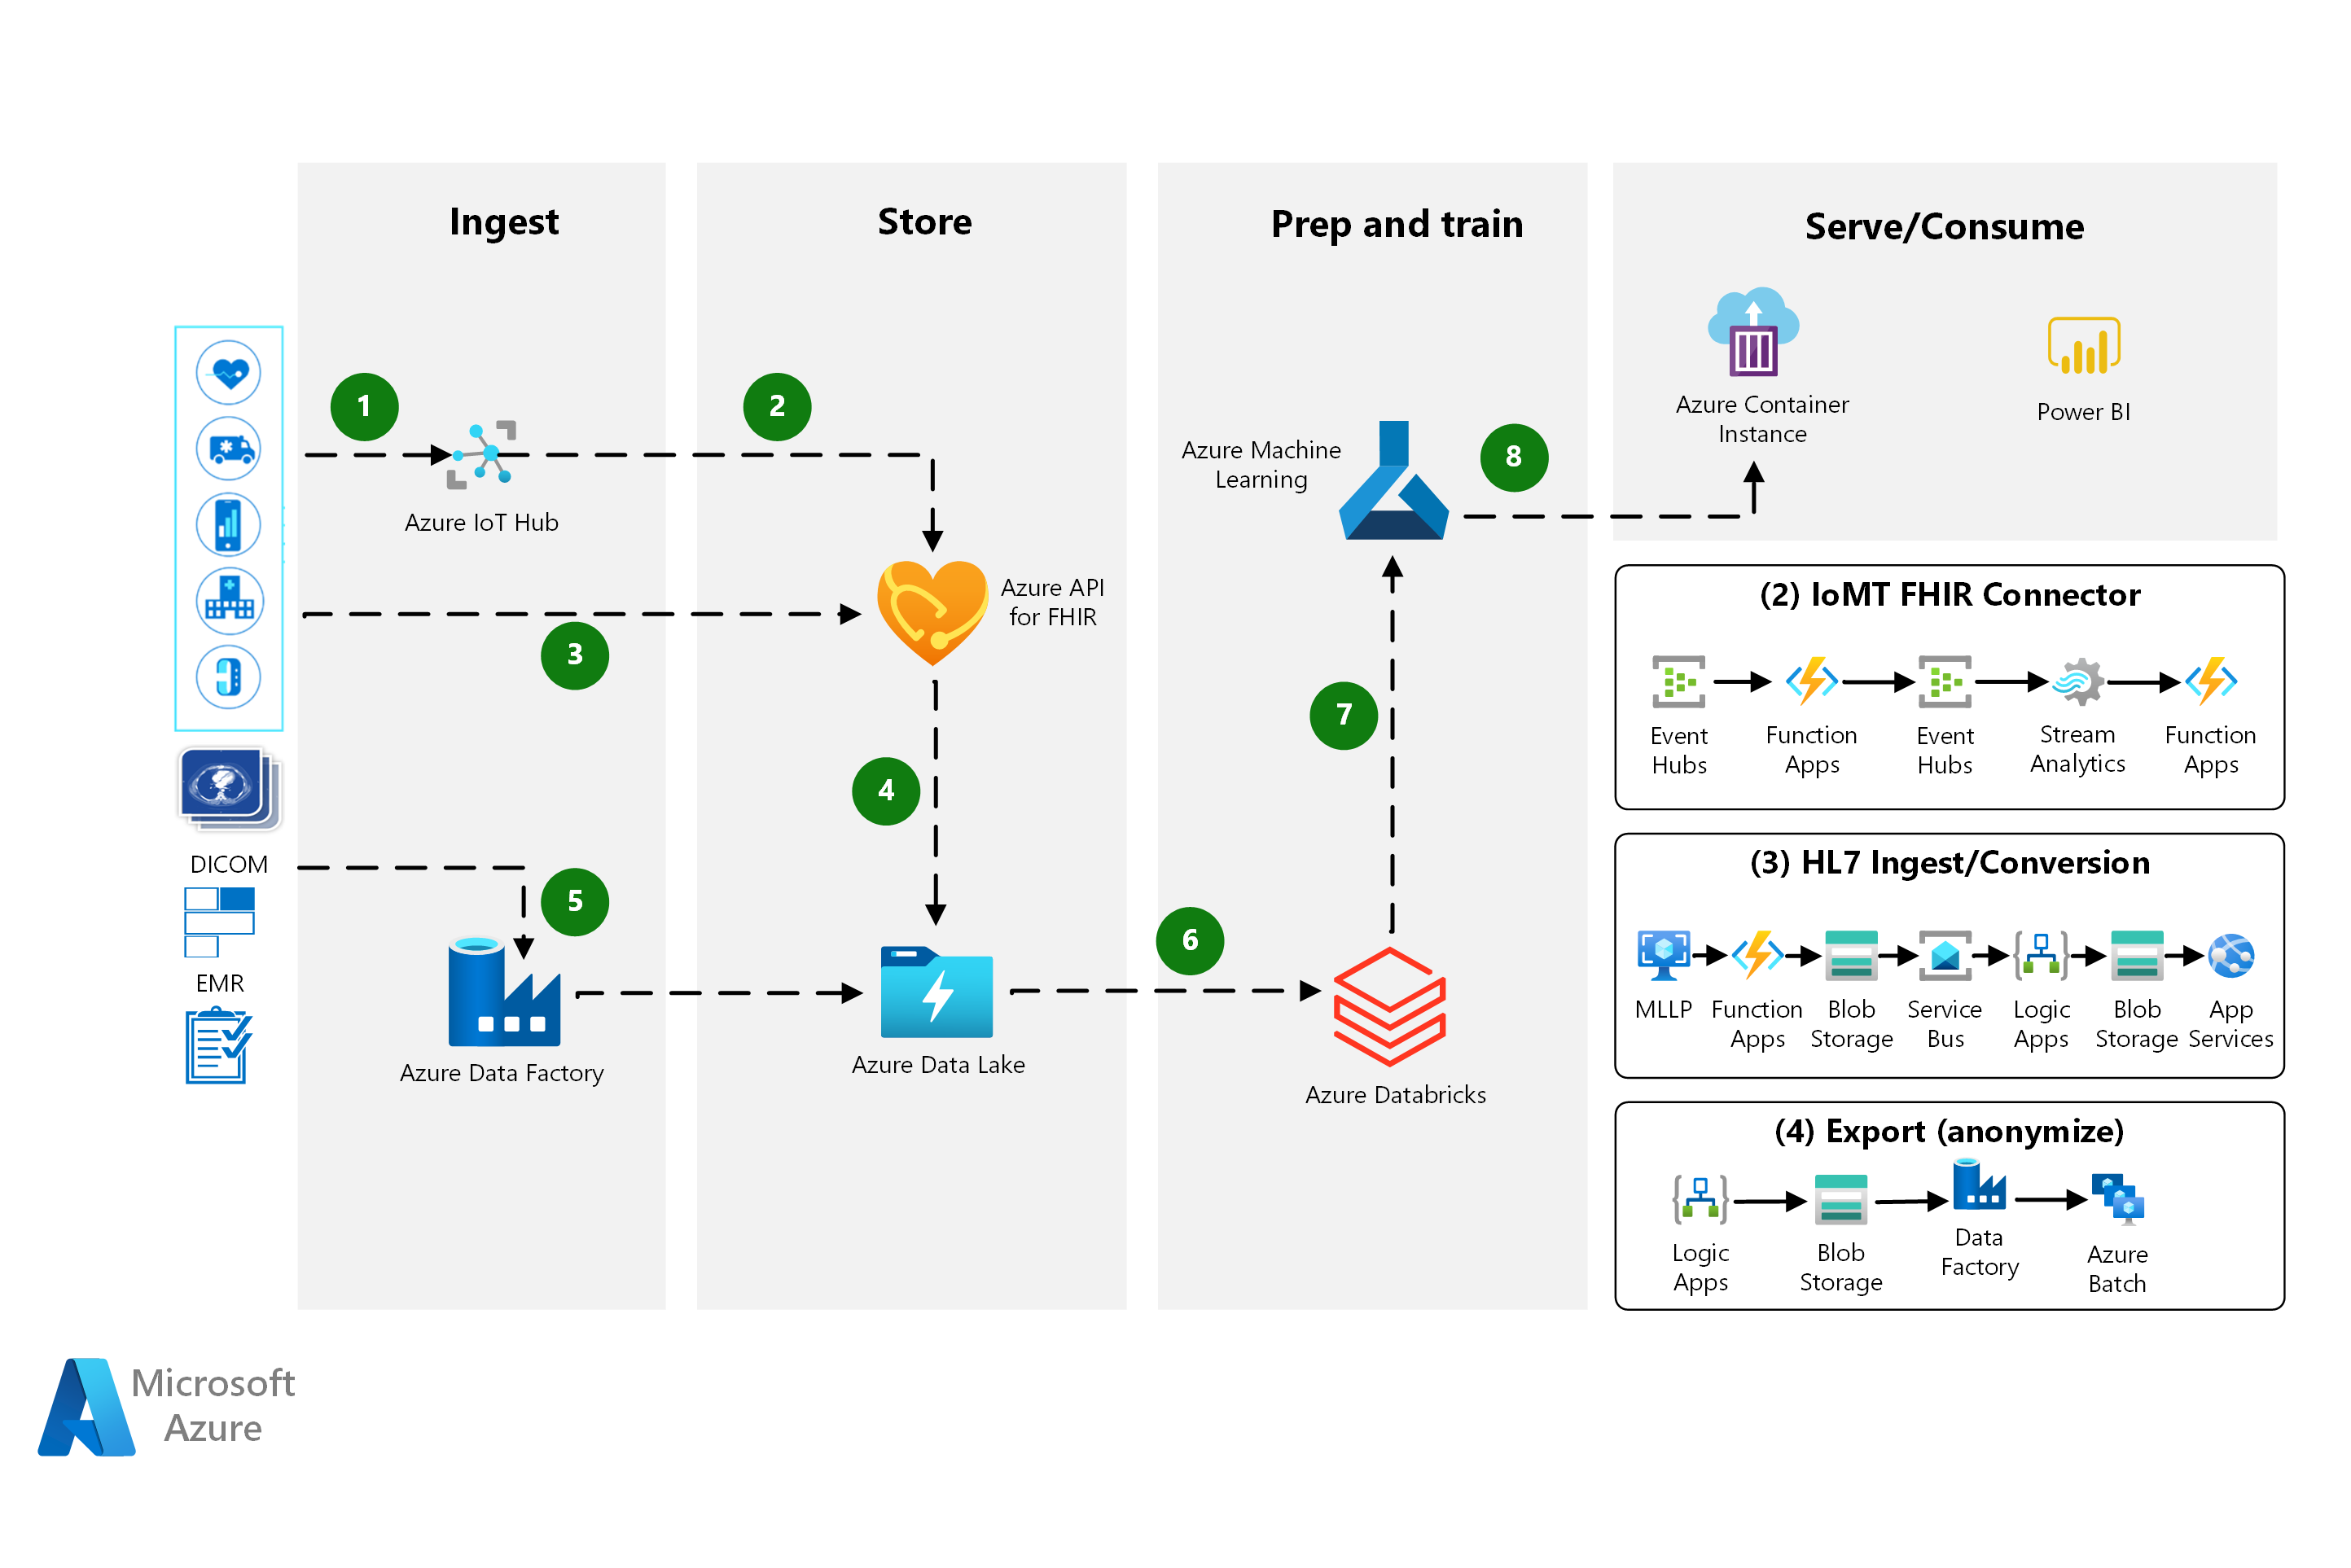 Ingest
Store
Prep and train
Serve/Consume
1
2
Azure IoT Hub
3
Azure API
for FHIR
4
DICOM
EMR
5
Azure Data Factory
Azure Data Lake
6
Azure Databricks
7
Azure Machine
Learning
8
Azure Container
Instance
Power BI
(2) IoMT FHIR Connector
Event
Hubs
Function
Apps
Event
Hubs
Stream
Analytics
Function
Apps
(3) HL7 Ingest/Conversion
MLLP
Function
Apps
Blob
Storage
Service
Bus
Logic
Apps
Blob
Storage
App
Services
(4) Export (anonymize)
Logic
Apps
Blob
Storage
Data
Factory
Azure
Batch
Microsoft
Azure